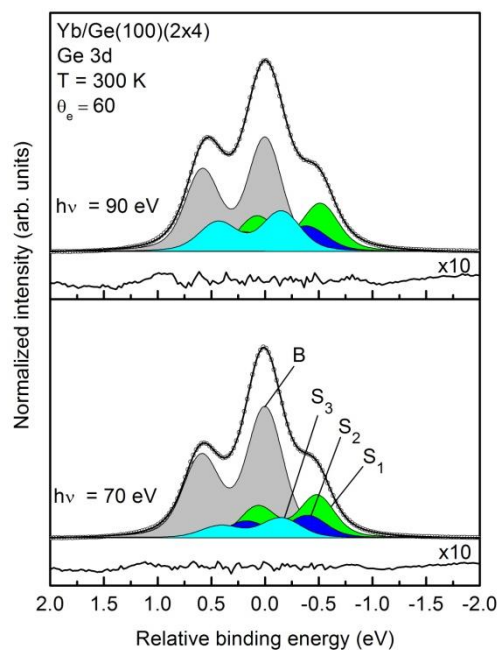 Yb/Ge(100)(2x4)
Ge 3d
T = 300 K
θe = 60
hν = 90 eV
x10
B
S3
S2
S1
hν = 70 eV
x10
2.0 1.5 1.0 0.5 0.0 -0.5 -1.0 -1.5 -2.0
Relative binding energy (eV)
Normalized intensity (arb. units)